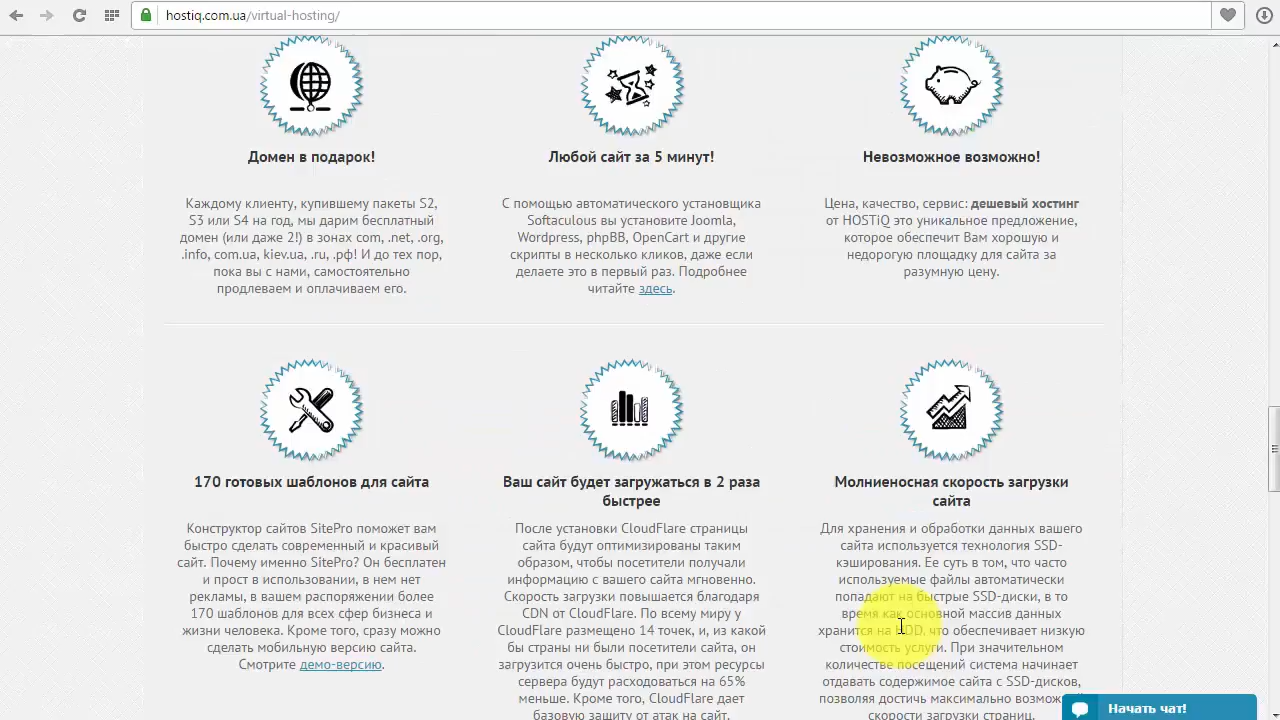 hostiq.com.ua/virtual-hosting/
Домен в подарок!
Каждому клиенту, купившему пакеты S2,
S3 или S4 на год, мы дарим бесплатный
домен (или даже 2!) в зонах com, .net, .org,
.info, com.ua, kiev.ua, .ru, .рф! И до тех пор,
пока вы с нами, самостоятельно
продлеваем и оплачиваем его.
Любой сайт за 5 минут!
С помощью автоматического установщика
Softaculous вы установите Joomla,
Wordpress, phpBB, OpenCart и другие
скрипты в несколько кликов, даже если
делаете это в первый раз. Подробнее
читайте здесь.
Невозможное возможно!
Цена, качество, сервис: дешевый хостинг
от HOSTiQ это уникальное предложение,
которое обеспечит Вам хорошую и
недорогую площадку для сайта за
разумную цену.
170 готовых шаблонов для сайта
Конструктор сайтов SitePro поможет вам
быстро сделать современный и красивый
сайт. Почему именно SitePro? Он бесплатен
и прост в использовании, в нем нет
рекламы, в вашем распоряжении более
170 шаблонов для всех сфер бизнеса и
жизни человека. Кроме того, сразу можно
сделать мобильную версию сайта.
Смотрите демо-версию.
Ваш сайт будет загружаться в 2 раза
быстрее
После установки CloudFlare страницы
сайта будут оптимизированы таким
образом, чтобы посетители получали
информацию с вашего сайта мгновенно.
Скорость загрузки повышается благодаря
CDN от CloudFlare. По всему миру у
CloudFlare размещено 14 точек, и, из какой
бы страны ни были посетители сайта, он
загрузится очень быстро, при этом ресурсы
сервера будут расходоваться на 65%
меньше. Кроме того, CloudFlare дает
базовую защиту от атак на сайт.
Молниеносная скорость загрузки
сайта
Для хранения и обработки данных вашего
сайта используется технология SSD-
кэширования. Ее суть в том, что часто
используемые файлы автоматически
попадают на быстрые SSD-диски, в то
время как основной массив данных
хранится на HDD, что обеспечивает низкую
стоимость услуги. При значительном
количестве посещений система начинает
отдавать содержимое сайта с SSD-дисков,
позволяя достичь максимально
скорости загрузки страниц.
Начать чат!